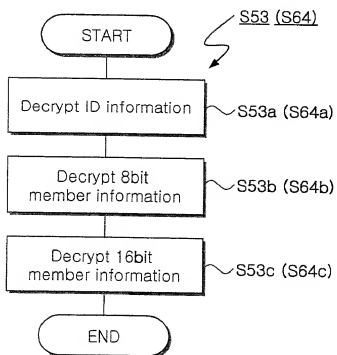 S53 (S64)
START
Decrypt ID information
S53a (S64a)
Decrypt 8bit
member information
S53b (S64b)
Decrypt 16bit
member information
S53c (S64c)
END